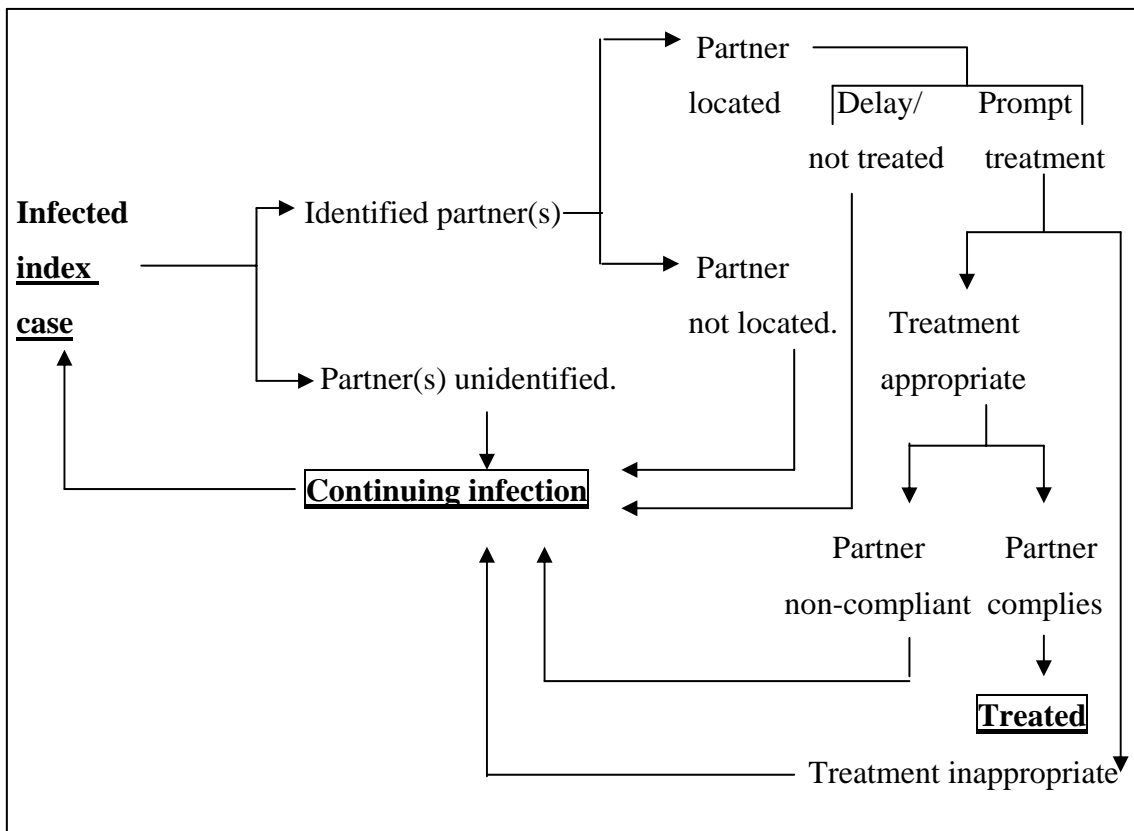 Partner
located
Delay/
Prompt
not treated
treatment
Infected
index
case
Identified partner(s)
Partner
not located.
Treatment
appropriate
Partner(s) unidentified.
Continuing infection
Partner
non-compliant
Partner
complies
Treated
Treatment inappropriate